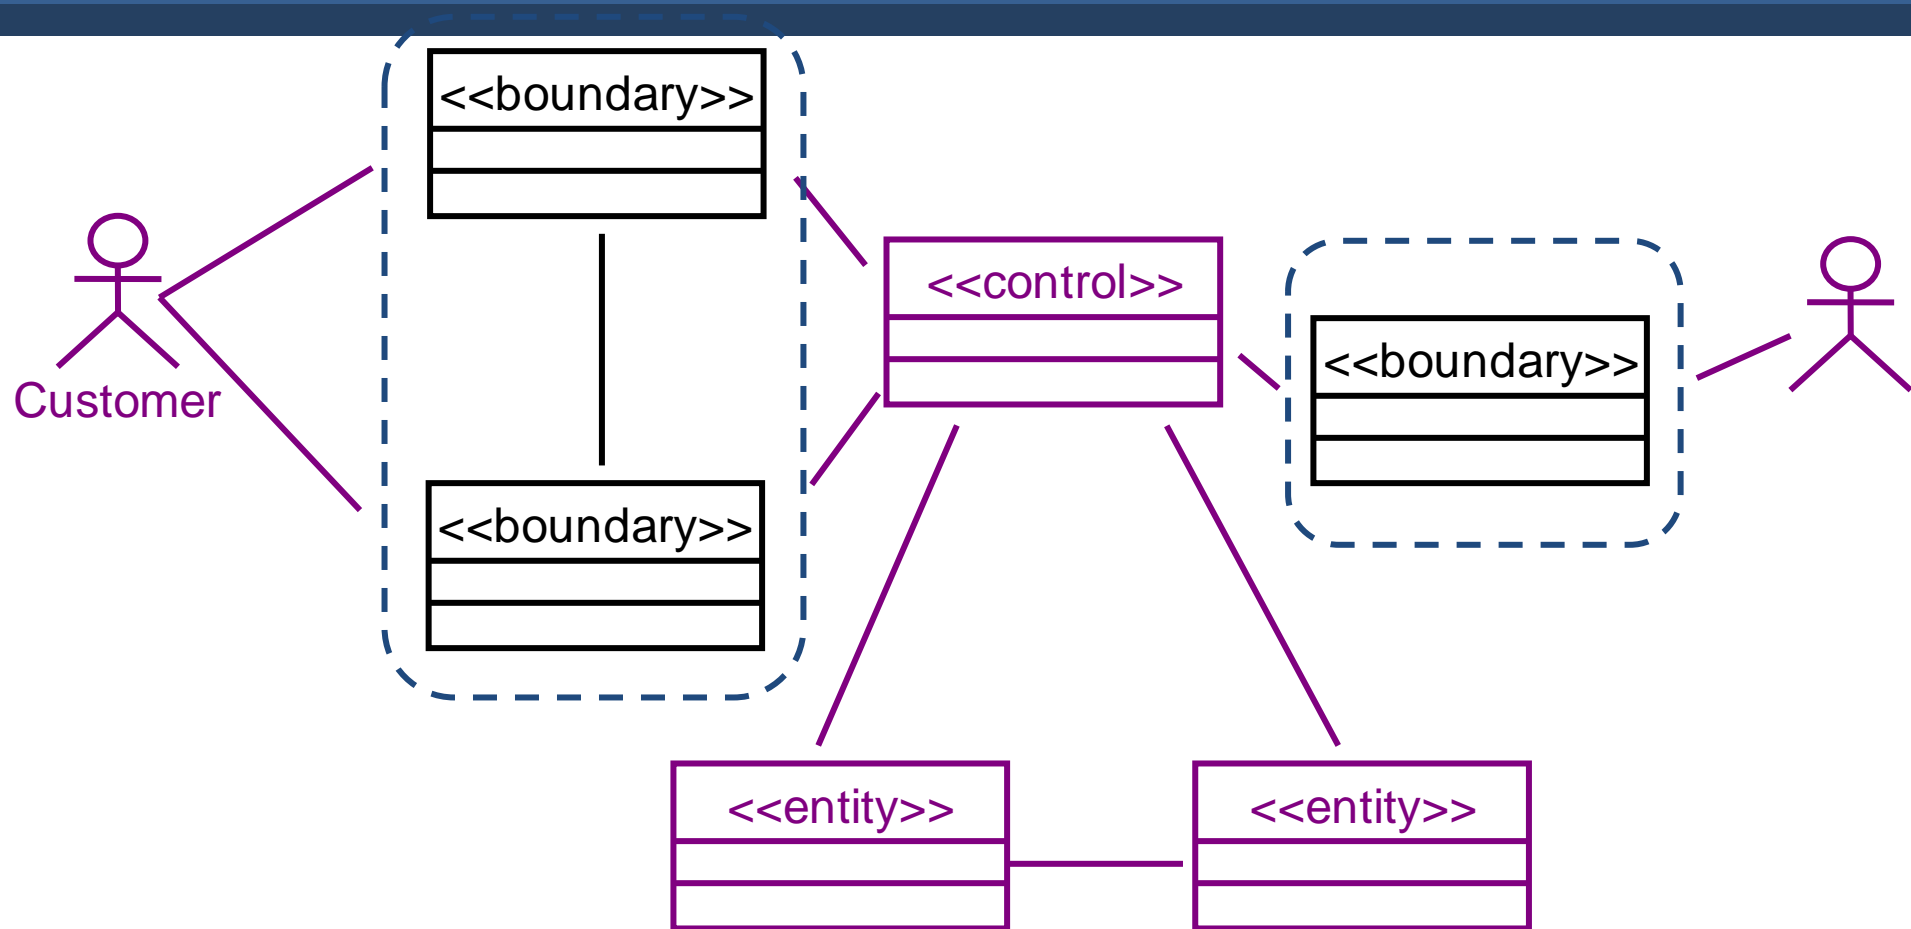 <<boundary>>
<<control>>
<<boundary>>
Customer
<<boundary>>
<<entity>>
<<entity>>